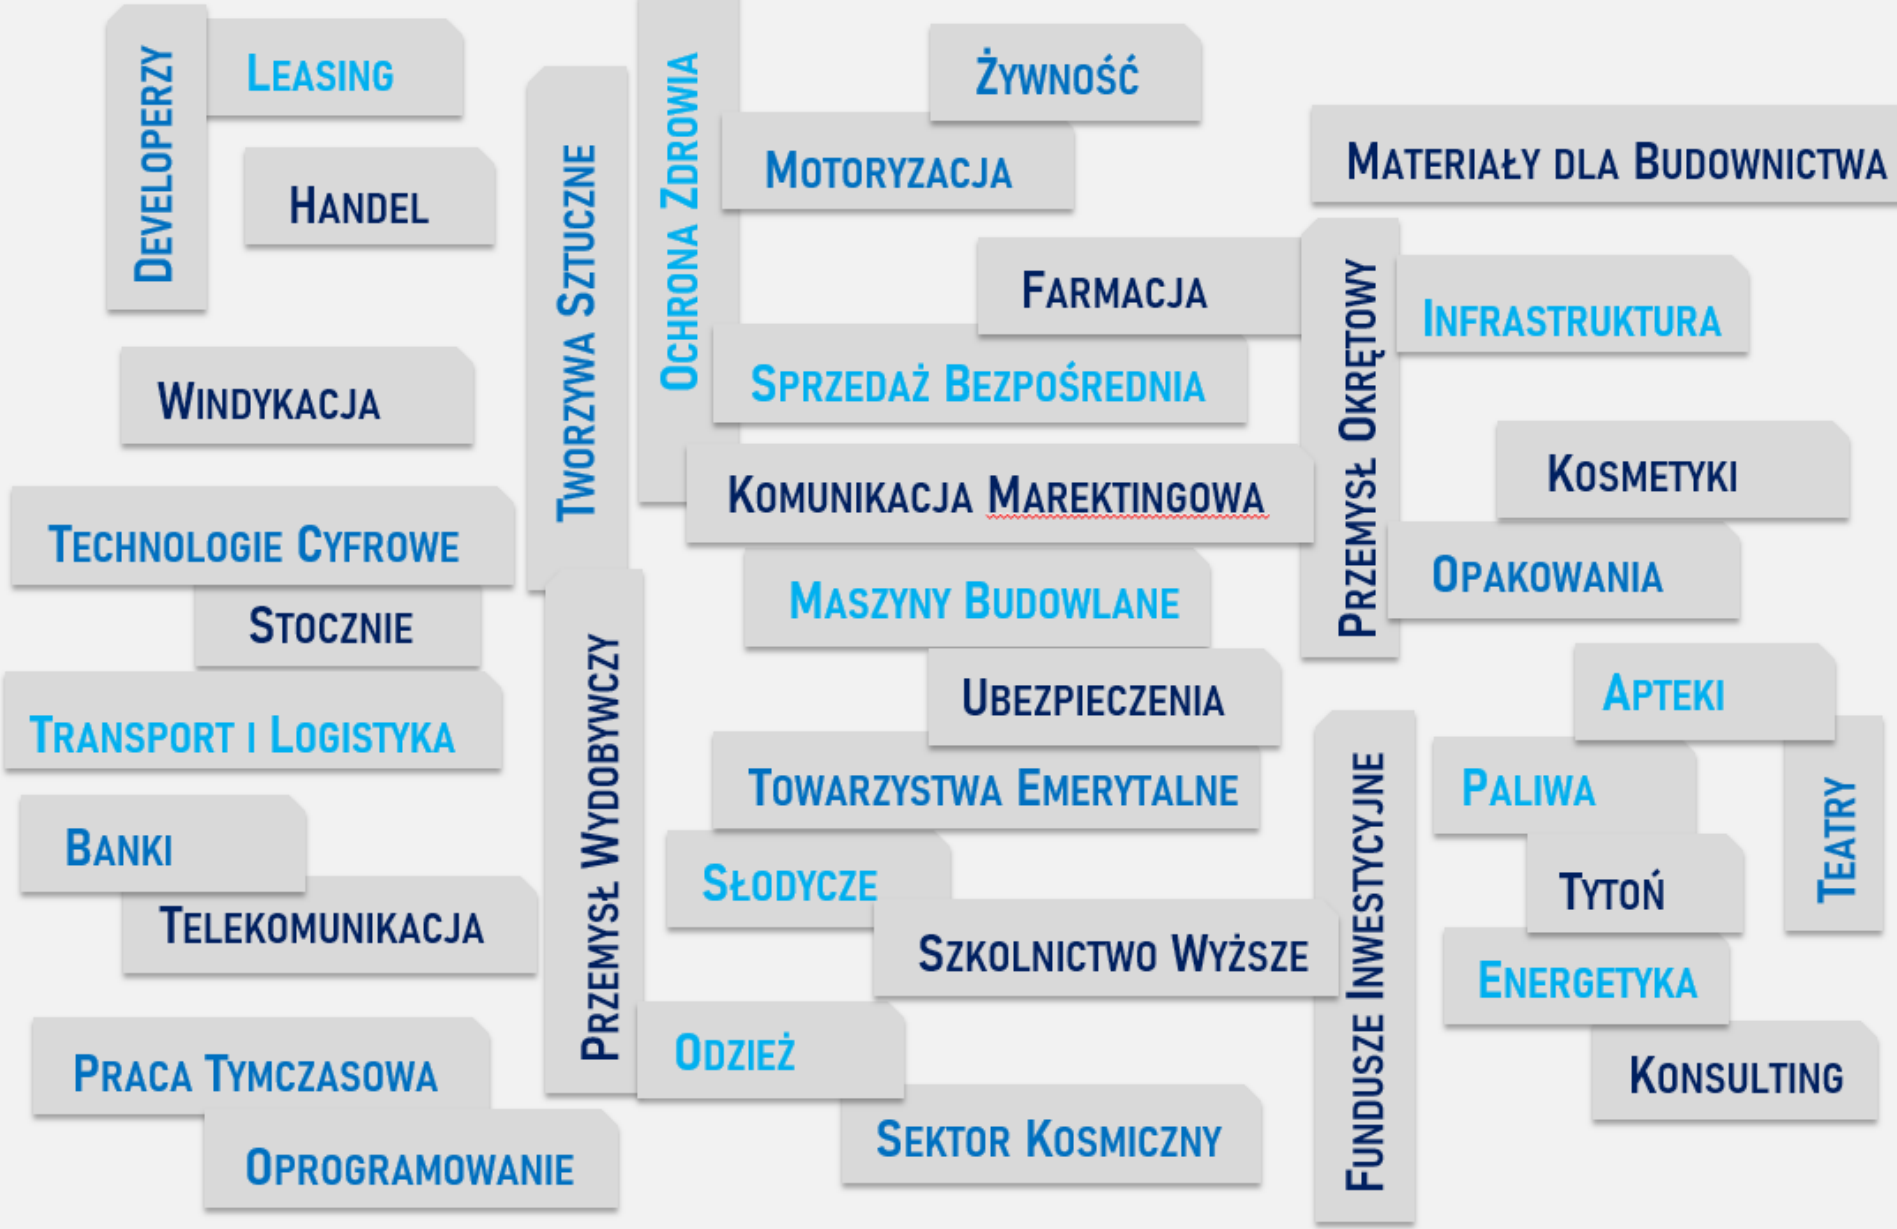 Developerzy
Leasing
Handel
Windykacja
Technologie Cyfrowe
Stocznie
Transport i Logistyka
Banki
Telekomunikacja
Praca Tymczasowa
Oprogramowanie
Tworzywa Sztuczne
Przemysł Wydobywczy
Ochrona Zdrowia
Żywność
Motoryzacja
Farmacja
Sprzedaż Bezpośrednia
Komunikacja Marektingowa
Maszyny Budowlane
Ubezpieczenia
Towarzystwa Emerytalne
Słodycze
Szkolnictwo Wyższe
Odzież
Sektor Kosmiczny
Materiały dla Budownictwa
Przemysł Okrętowy
Infrastruktura
Kosmetyki
Opakowania
Fundusze Inwestycyjne
Apteki
Paliwa
Teatry
Tytoń
Energetyka
Konsulting